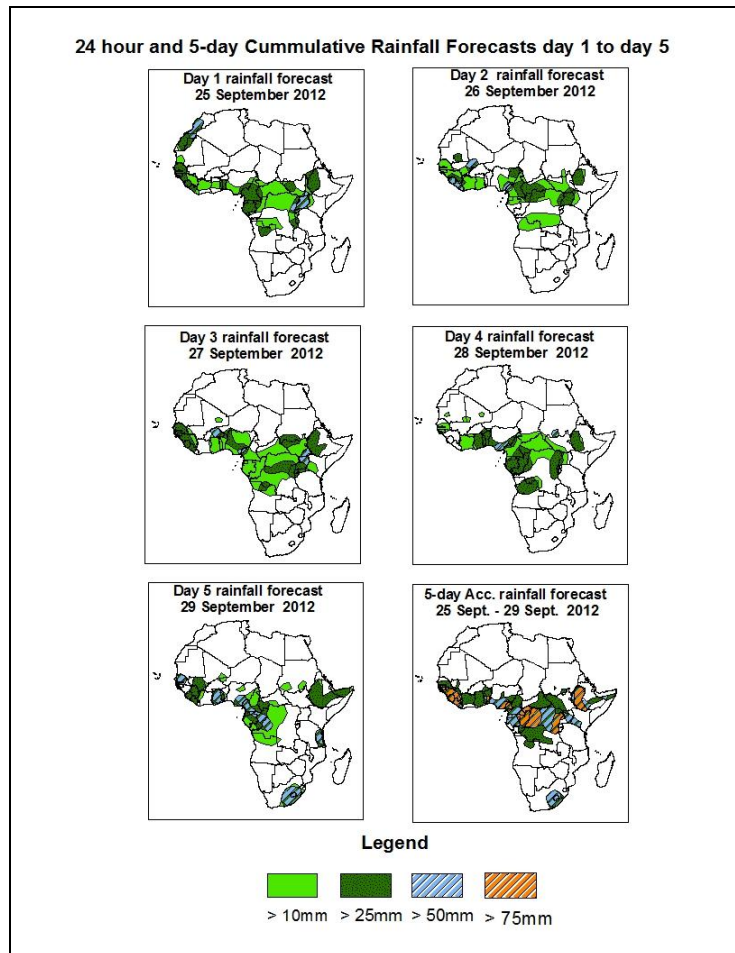 24 hour and 5-day Cummulative Rainfall Forecasts day 1 to day 5
Day 1 rainfall forecast
25 September 2012
Day 2 rainfall forecast
26 September 2012
Day 3 rainfall forecast
27 September 2012
Day 4 rainfall forecast
28 September 2012
Day 5 rainfall forecast
29 September 2012
5-day Acc. rainfall forecast
25 Sept. - 29 Sept. 2012
Legend
> 10mm > 25mm > 50mm > 75mm